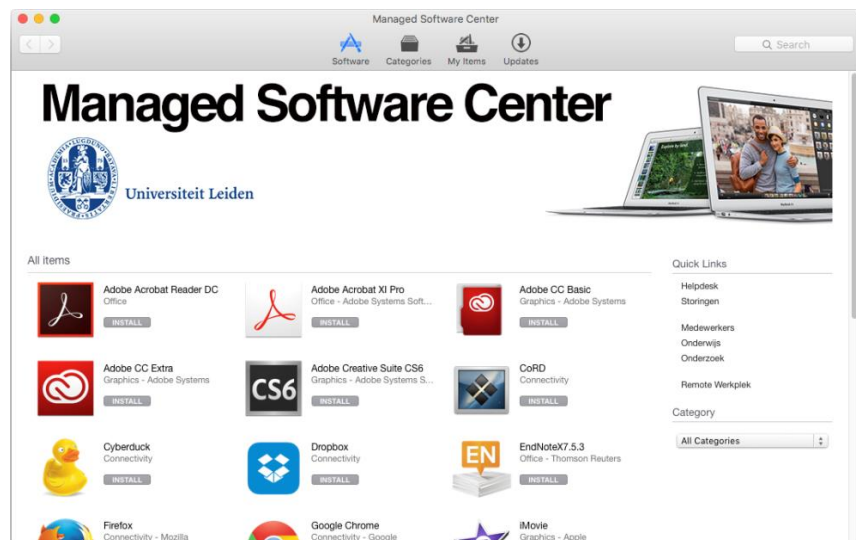 Managed Software Center
Software Categories My Items Updates
Search
Managed Software Center
Universiteit Leiden
All items
Adobe Acrobat Reader DC
Office
INSTALL
Adobe Acrobat XI Pro
Office - Adobe Systems Soft...
INSTALL
Adobe CC Basic
Graphics - Adobe Systems
INSTALL
Adobe CC Extra
Graphics - Adobe Systems
INSTALL
CS6
Adobe Creative Suite CS6
Graphics - Adobe Systems S...
INSTALL
CoRD
Connectivity
INSTALL
Cyberduck
Connectivity
INSTALL
Dropbox
Connectivity
INSTALL
EN
EndNoteX7.5.3
Office - Thomson Reuters
INSTALL
Firefox
Connectivity - Mozilla
Google Chrome
Connectivity - Google
iMovie
Graphics - Apple
Quick Links
Helpdesk
Storingen
Medewerkers
Onderwijs
Onderzoek
Remote Werkplek
Category
All Categories